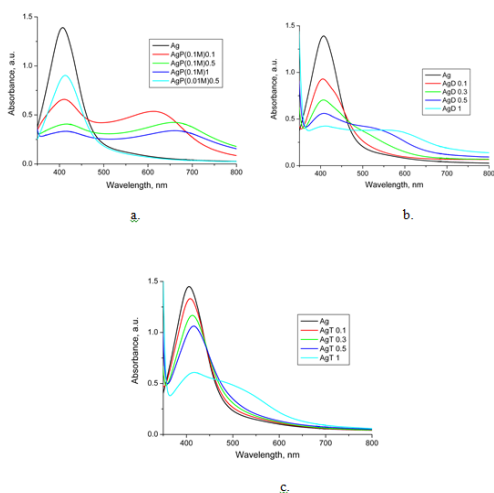 1.5
1.0
0.5
0.0
Absorbance, a.u.
Ag
AgP(0.1M)0.1
AgP(0.1M)0.5
AgP(0.1M)1
AgP(0.01M)0.5
400 500 600 700 800
Wavelength, nm
a.
1.5
1.0
0.5
0.0
Absorbance, a.u.
Ag
AgD 0.1
AgD 0.3
AgD 0.5
AgD 1
400 500 600 700 800
Wavelength, nm
b.
1.5
1.0
0.5
0.0
Absorbance, a.u.
Ag
AgT 0.1
AgT 0.3
AgT 0.5
AgT 1
400 500 600 700 800
Wavelength, nm
c.